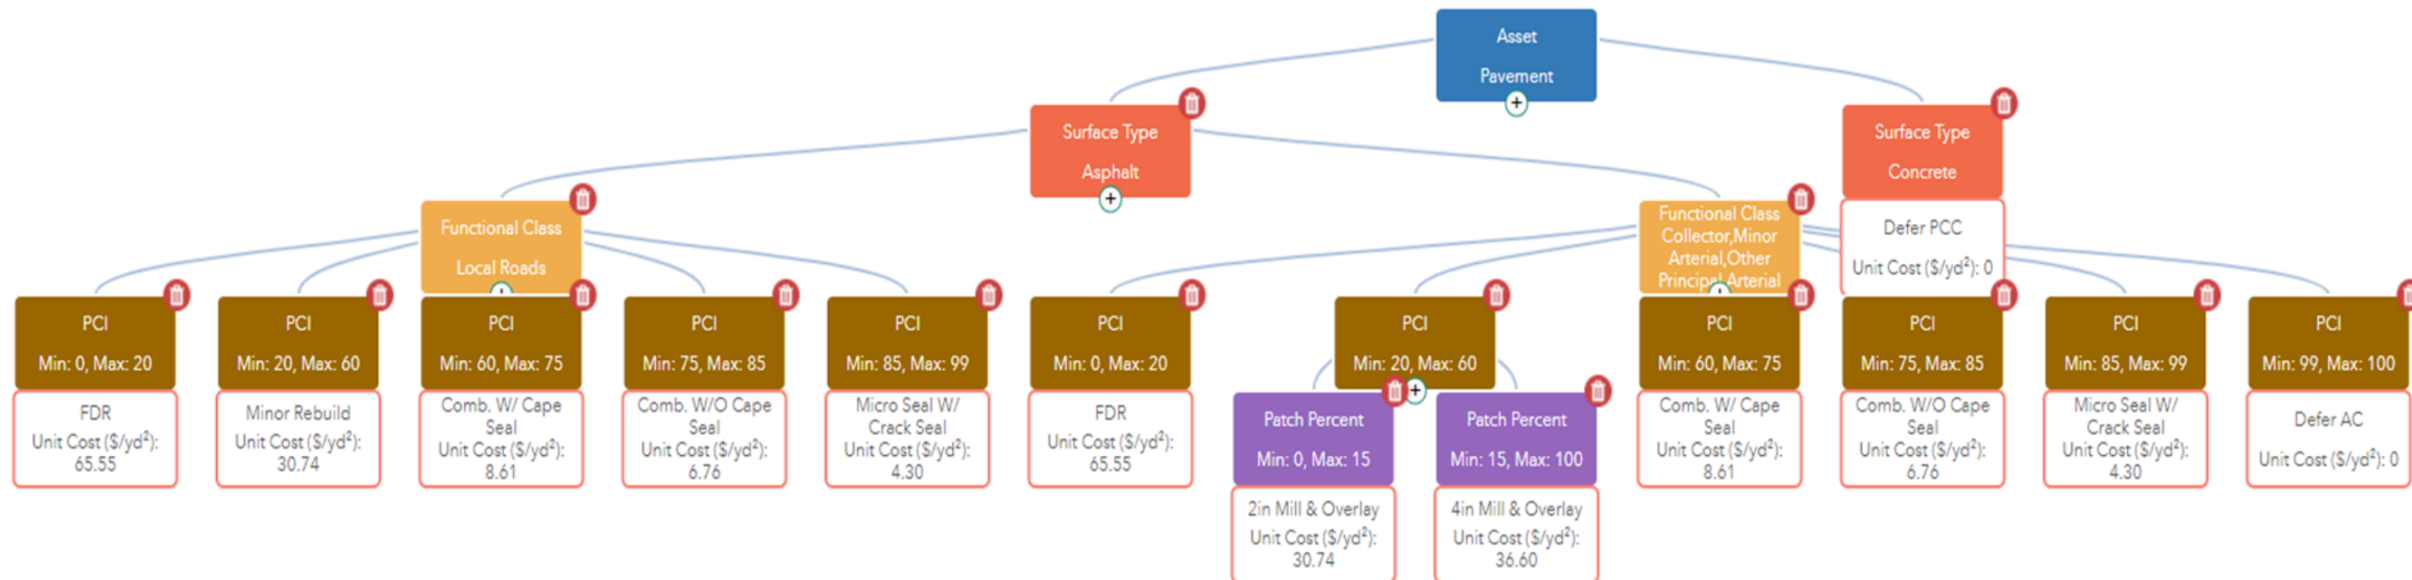 Asset
Pavement
Surface Type
Asphalt
Surface Type
Concrete
Defer PCC
Unit Cost ($/yd²): 0
Functional Class
Local Roads
Functional Class
Collector,Minor
Arterial,Other
Principal Arterial
PCI
Min: 0, Max: 20
FDR
Unit Cost ($/yd²):
65.55
PCI
Min: 20, Max: 60
Minor Rebuild
Unit Cost ($/yd²):
30.74
PCI
Min: 60, Max: 75
Comb. W/ Cape
Seal
Unit Cost ($/yd²):
8.61
PCI
Min: 75, Max: 85
Comb. W/O Cape
Seal
Unit Cost ($/yd²):
6.76
PCI
Min: 85, Max: 99
Micro Seal W/
Crack Seal
Unit Cost ($/yd²):
4.30
PCI
Min: 0, Max: 20
FDR
Unit Cost ($/yd²):
65.55
PCI
Min: 20, Max: 60
Patch Percent
Min: 0, Max: 15
2in Mill & Overlay
Unit Cost ($/yd²):
30.74
Patch Percent
Min: 15, Max: 100
4in Mill & Overlay
Unit Cost ($/yd²):
36.60
PCI
Min: 60, Max: 75
Comb. W/ Cape
Seal
Unit Cost ($/yd²):
8.61
PCI
Min: 75, Max: 85
Comb. W/O Cape
Seal
Unit Cost ($/yd²):
6.76
PCI
Min: 85, Max: 99
Micro Seal W/
Crack Seal
Unit Cost ($/yd²):
4.30
PCI
Min: 99, Max: 100
Defer AC
Unit Cost ($/yd²): 0